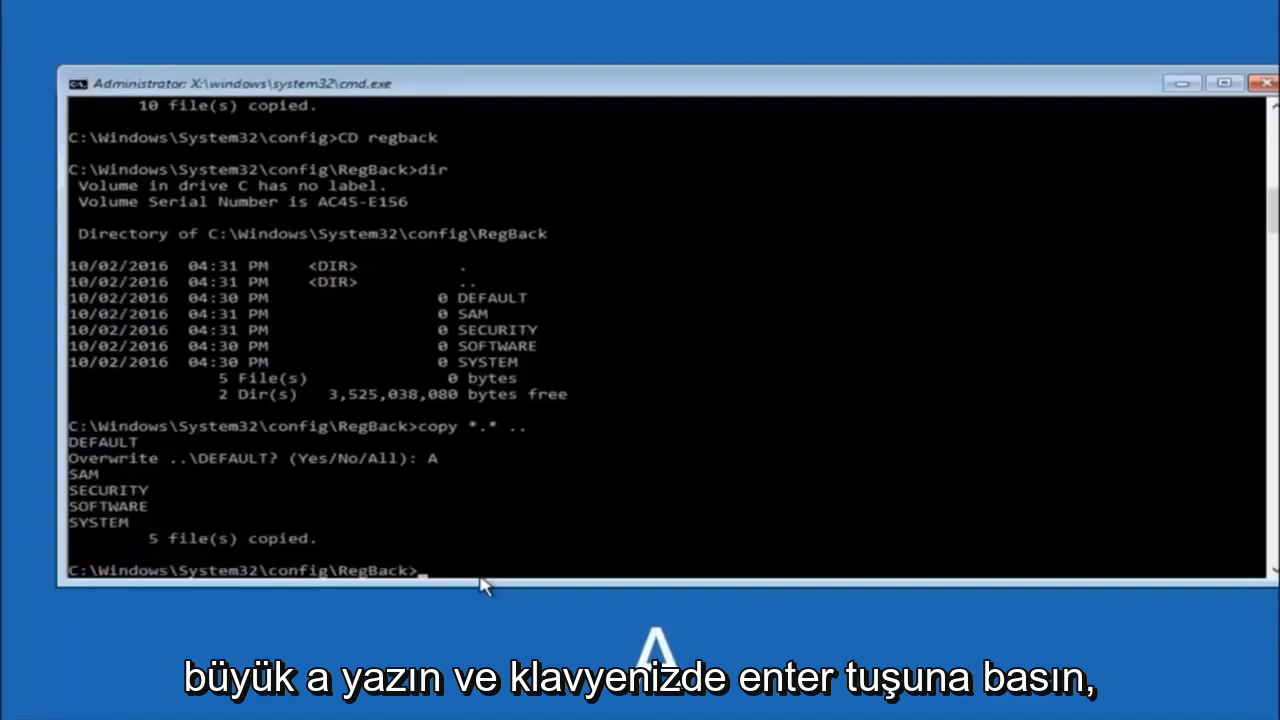 Administrator: X:\windows\system32\cmd.exe
10 file(s) copied.
C:\Windows\System32\config>CD regback
C:\Windows\System32\config\RegBack>dir
Volume in drive C has no label.
Volume Serial Number is AC45-E156
Directory of C:\Windows\System32\config\RegBack
10/02/2016 04:31 PM <DIR> .
10/02/2016 04:31 PM <DIR> ..
10/02/2016 04:30 PM 0 DEFAULT
10/02/2016 04:31 PM 0 SAM
10/02/2016 04:31 PM 0 SECURITY
10/02/2016 04:30 PM 0 SOFTWARE
10/02/2016 04:30 PM 0 SYSTEM
5 File(s) 0 bytes
2 Dir(s) 3,525,038,080 bytes free
C:\Windows\System32\config\RegBack>copy *.* ..
DEFAULT
Overwrite ..\DEFAULT? (Yes/No/All): A
SAM
SECURITY
SOFTWARE
SYSTEM
5 file(s) copied.
C:\Windows\System32\config\RegBack>_
A
büyük a yazın ve klavyenizde enter tuşuna basın,